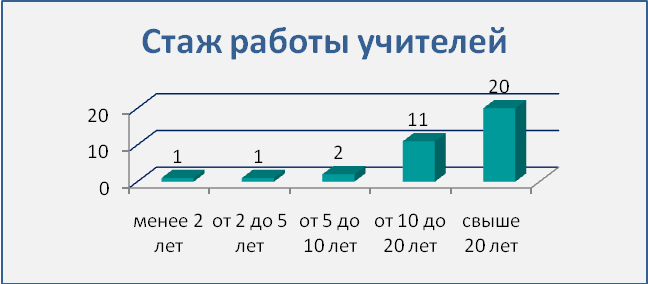 Стаж работы учителей
20
10
0
1
1
2
11
20
менее 2 лет
от 2 до 5 лет
от 5 до 10 лет
от 10 до 20 лет
свыше 20 лет